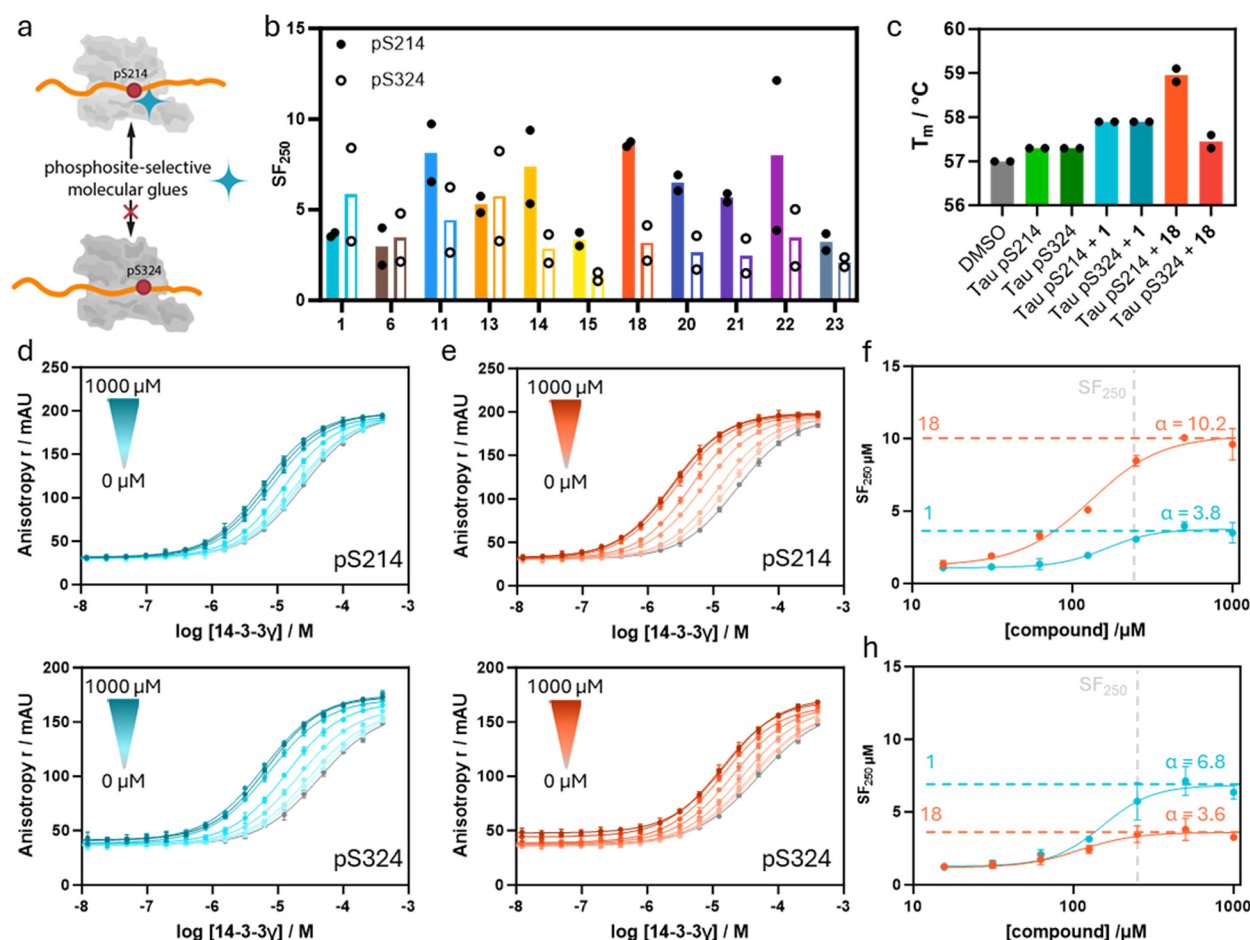 a
pS214
phosphosite-selective
molecular glues
pS324
b
15
10
5
0
SF250
pS214
pS324
1 6 11 13 14 15 18 20 21 22 23
c
60
59
58
57
56
Tm / °C
DMSO
Tau pS214
Tau pS324
Tau pS214 + 1
Tau pS324 + 1
Tau pS214 + 18
Tau pS324 + 18
d
250
200
150
100
50
0
Anisotropy r / mAU
1000 µM
0 µM
pS214
-8 -7 -6 -5 -4 -3
log [14-3-3γ] / M
200
150
100
50
0
Anisotropy r / mAU
1000 µM
0 µM
pS324
-8 -7 -6 -5 -4 -3
log [14-3-3γ] / M
e
250
200
150
100
50
0
Anisotropy r / mAU
1000 µM
0 µM
pS214
-8 -7 -6 -5 -4 -3
log [14-3-3γ] / M
200
150
100
50
0
Anisotropy r / mAU
1000 µM
0 µM
pS324
-8 -7 -6 -5 -4 -3
log [14-3-3γ] / M
f
15
10
5
0
SF250 µM
SF250
18
α = 10.2
1
α = 3.8
10 100 1000
[compound] /µM
h
15
10
5
0
SF250 µM
SF250
1
α = 6.8
18
α = 3.6
10 100 1000
[compound] /µM